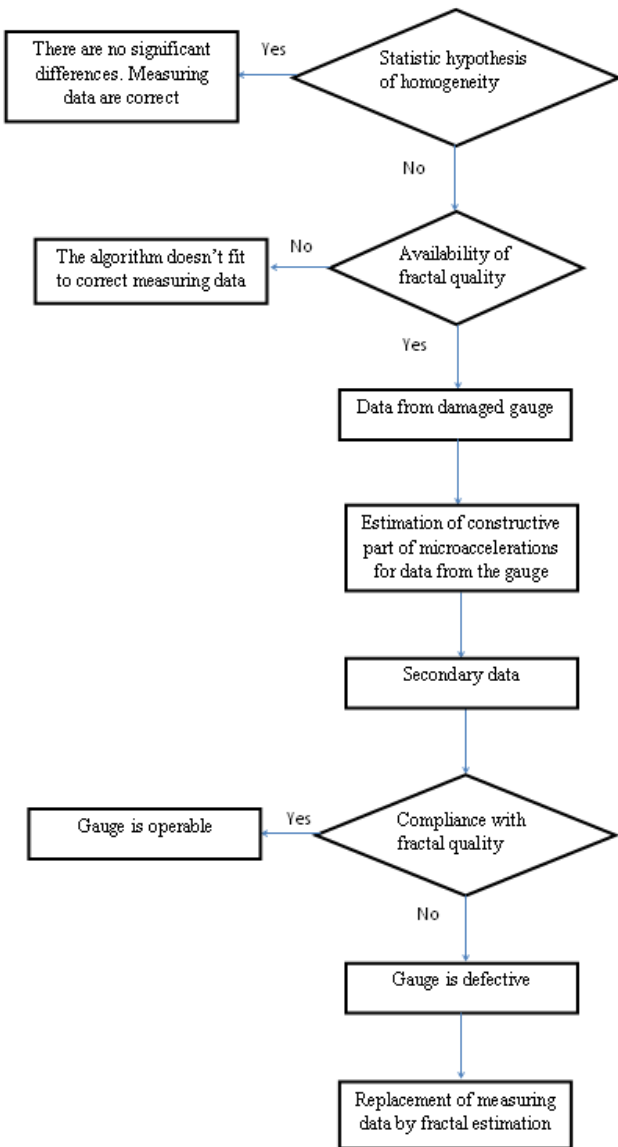 There are no significant
differences. Measuring
data are correct
Yes
Statistic hypothesis
of homogeneity
No
The algorithm doesn't fit
to correct measuring data
No
Availability of
fractal quality
Yes
Data from damaged gauge
Estimation of constructive
part of microaccelerations
for data from the gauge
Secondary data
Gauge is operable
Yes
Compliance with
fractal quality
No
Gauge is defective
Replacement of measuring
data by fractal estimation